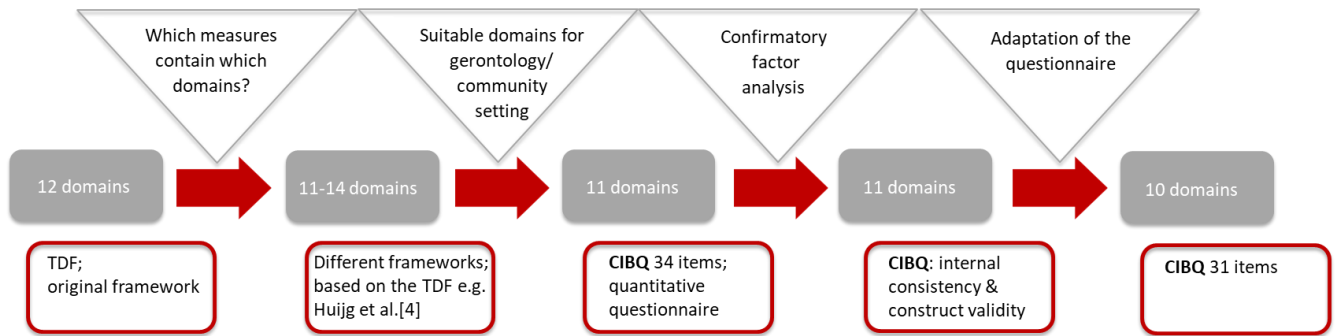 Which measures
contain which
domains?
Suitable domains for
gerontology/
community
setting
Confirmatory
factor
analysis
Adaptation of the
questionnaire
12 domains
11-14 domains
11 domains
11 domains
10 domains
TDF;
original framework
Different frameworks;
based on the TDF e.g.
Huijg et al.[4]
CIBQ 34 items;
quantitative
questionnaire
CIBQ: internal
consistency &
construct validity
CIBQ 31 items